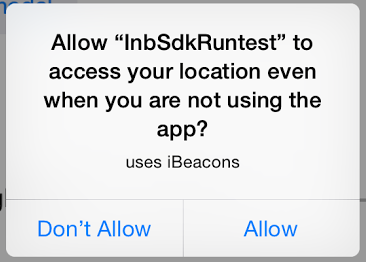 Allow “InbSdkRuntest” to
access your location even
when you are not using the
app?
uses iBeacons
Don’t Allow
Allow